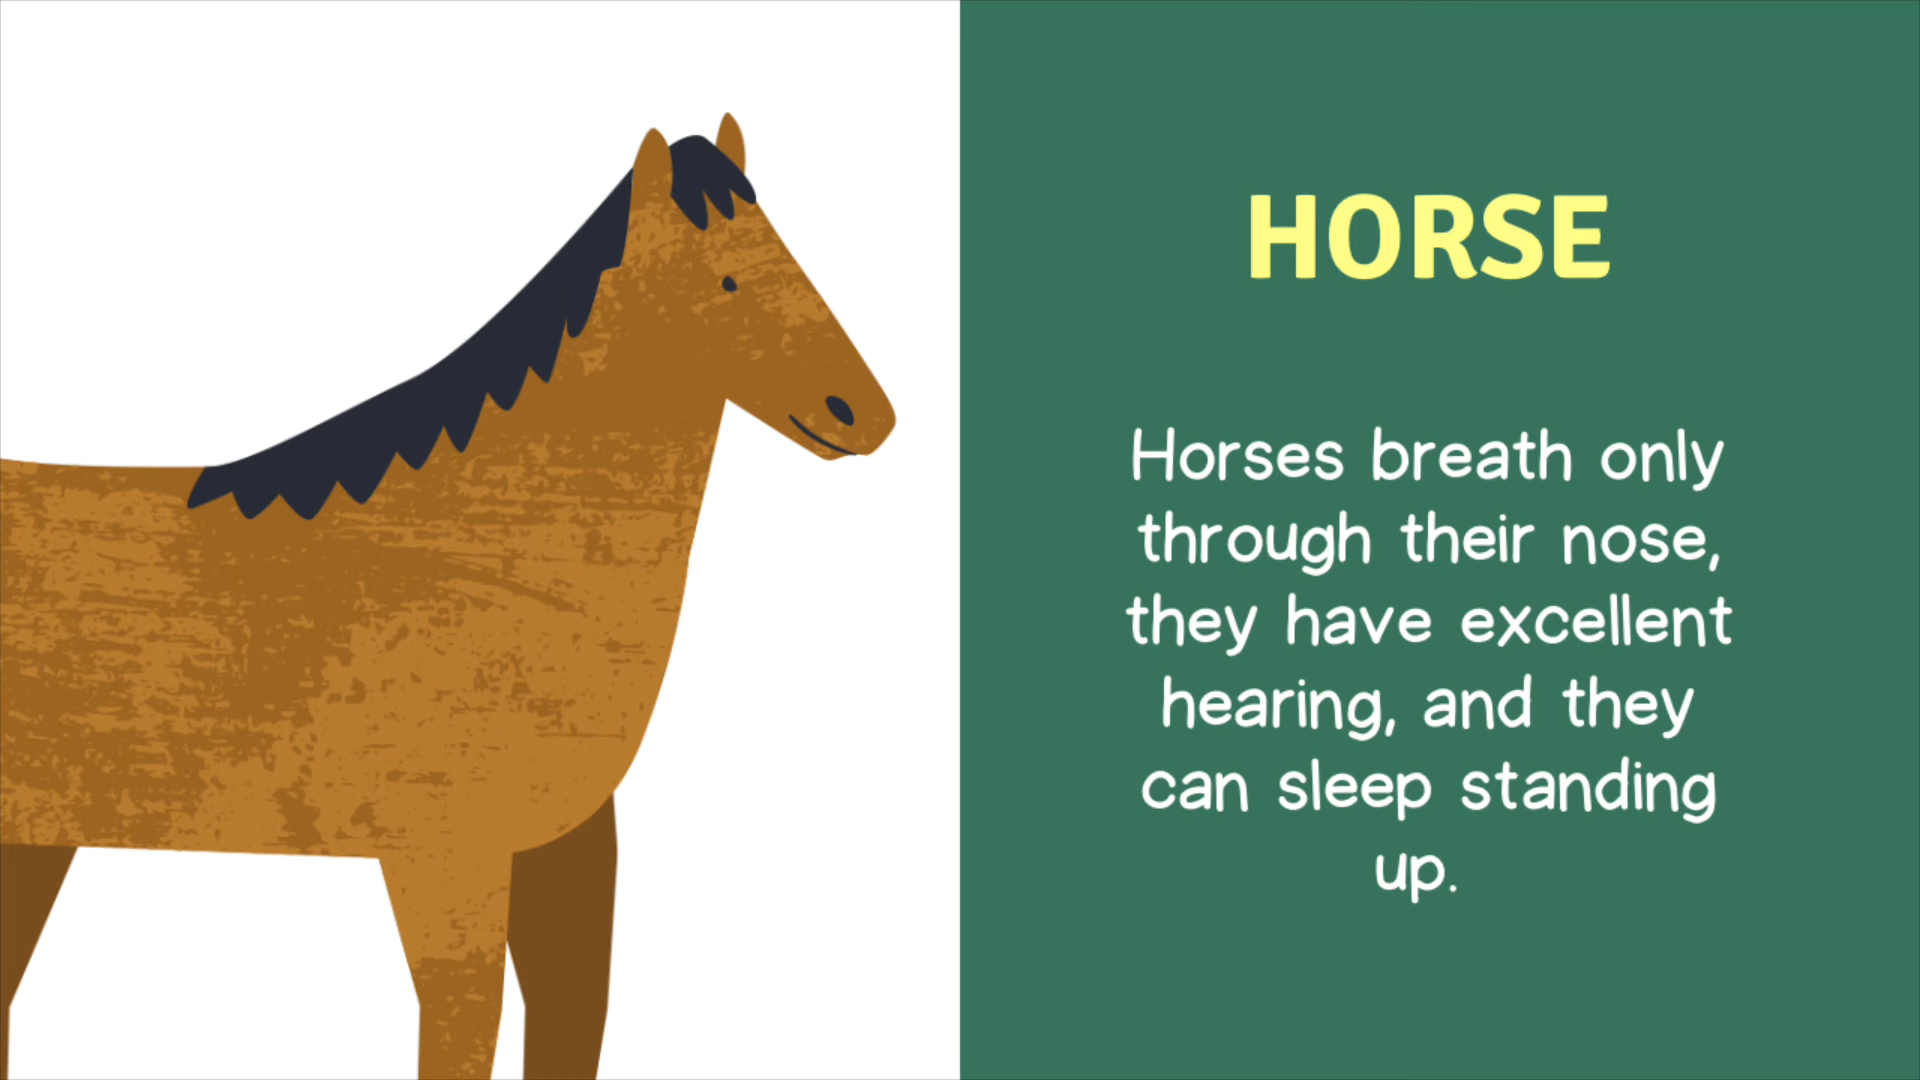 HORSE
Horses breath only
through their nose,
they have excellent
hearing, and they
can sleep standing
up.